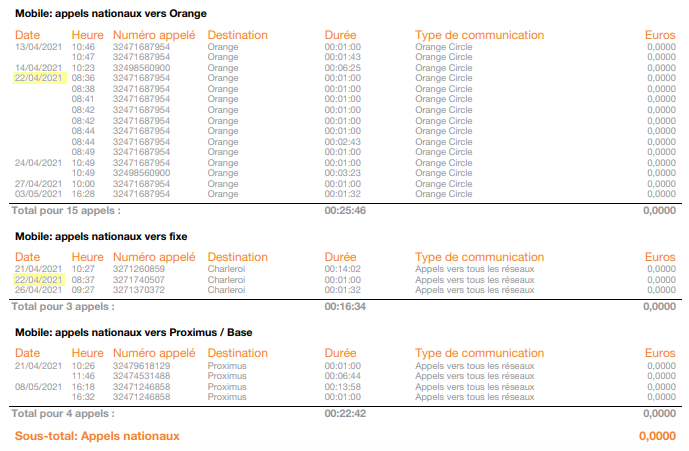 Mobile: appels nationaux vers Orange
Date Heure Numéro appelé Destination Durée Type de communication Euros
13/04/2021 10:46 32471687954 Orange 00:01:00 Orange Circle 0,0000
10:47 32471687954 Orange 00:01:43 Orange Circle 0,0000
14/04/2021 10:23 32498560900 Orange 00:06:25 Orange Circle 0,0000
22/04/2021 08:36 32471687954 Orange 00:01:00 Orange Circle 0,0000
08:38 32471687954 Orange 00:01:00 Orange Circle 0,0000
08:41 32471687954 Orange 00:01:00 Orange Circle 0,0000
08:42 32471687954 Orange 00:01:00 Orange Circle 0,0000
08:42 32471687954 Orange 00:01:00 Orange Circle 0,0000
08:44 32471687954 Orange 00:01:00 Orange Circle 0,0000
08:44 32471687954 Orange 00:02:43 Orange Circle 0,0000
08:49 32471687954 Orange 00:01:00 Orange Circle 0,0000
24/04/2021 10:49 32471687954 Orange 00:01:00 Orange Circle 0,0000
10:49 32498560900 Orange 00:03:23 Orange Circle 0,0000
27/04/2021 10:00 32471687954 Orange 00:01:00 Orange Circle 0,0000
03/05/2021 16:28 32471687954 Orange 00:01:32 Orange Circle 0,0000
Total pour 15 appels : 00:25:46 0,0000
Mobile: appels nationaux vers fixe
Date Heure Numéro appelé Destination Durée Type de communication Euros
21/04/2021 10:27 3271260859 Charleroi 00:14:02 Appels vers tous les réseaux 0,0000
22/04/2021 08:37 3271740507 Charleroi 00:01:00 Appels vers tous les réseaux 0,0000
26/04/2021 09:27 3271370372 Charleroi 00:01:32 Appels vers tous les réseaux 0,0000
Total pour 3 appels : 00:16:34 0,0000
Mobile: appels nationaux vers Proximus / Base
Date Heure Numéro appelé Destination Durée Type de communication Euros
21/04/2021 10:26 32479618129 Proximus 00:01:00 Appels vers tous les réseaux 0,0000
11:46 32474531488 Proximus 00:06:44 Appels vers tous les réseaux 0,0000
08/05/2021 16:18 32471246858 Proximus 00:13:58 Appels vers tous les réseaux 0,0000
16:32 32471246858 Proximus 00:01:00 Appels vers tous les réseaux 0,0000
Total pour 4 appels : 00:22:42 0,0000
Sous-total: Appels nationaux 0,0000